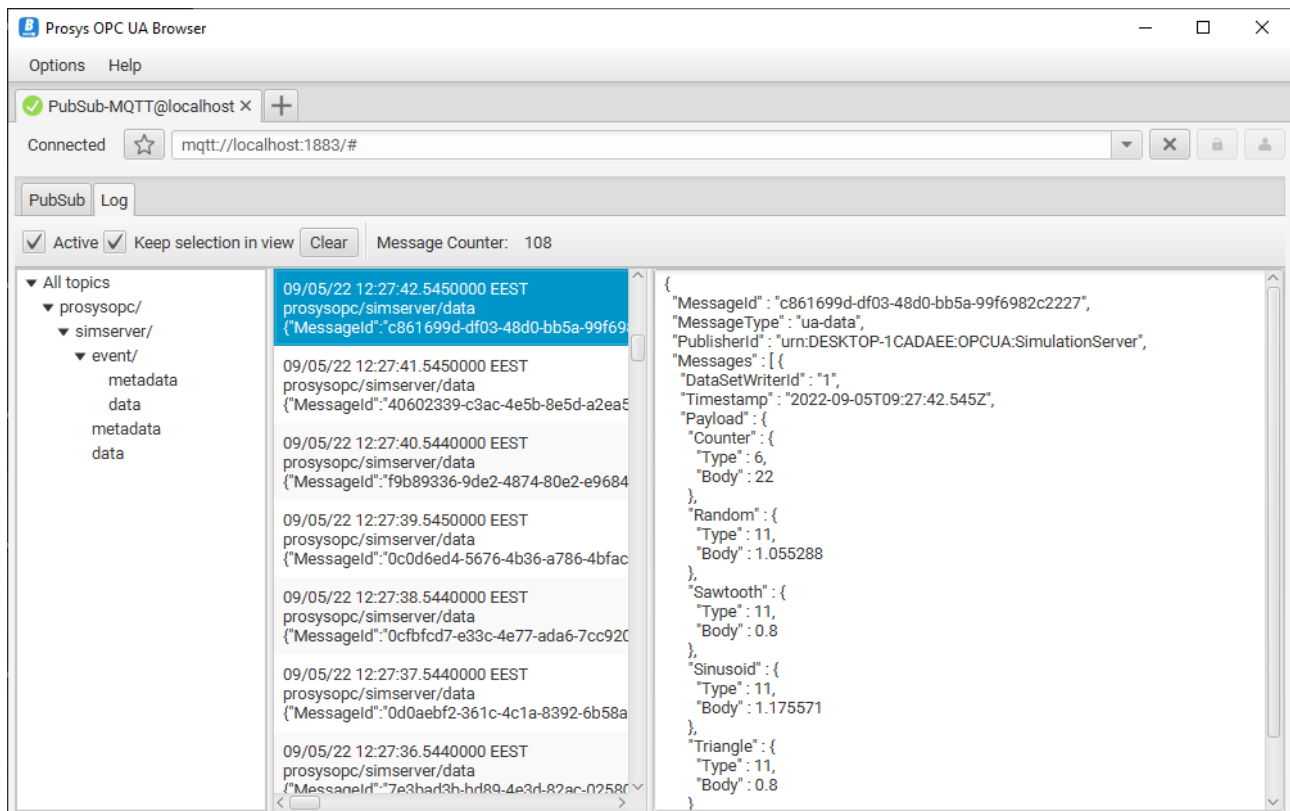 Prosys OPC UA Browser
Options Help
PubSub-MQTT@localhost
Connected mqtt://localhost:1883/#
PubSub Log
Active Keep selection in view Clear Message Counter: 108
All topics
prosysopc/
simserver/
event/
metadata
data
metadata
data
09/05/22 12:27:42.5450000 EEST
prosysopc/simserver/data
{"MessageId":"c861699d-df03-48d0-bb5a-99f698
09/05/22 12:27:41.5450000 EEST
prosysopc/simserver/data
{"MessageId":"40602339-c3ac-4e5b-8e5d-a2ea5
09/05/22 12:27:40.5440000 EEST
prosysopc/simserver/data
{"MessageId":"f9b89336-9de2-4874-80e2-e9684
09/05/22 12:27:39.5450000 EEST
prosysopc/simserver/data
{"MessageId":"0c0d6ed4-5676-4b36-a786-4bfac
09/05/22 12:27:38.5440000 EEST
prosysopc/simserver/data
{"MessageId":"0cfbfcd7-e33c-4e77-ada6-7cc920
09/05/22 12:27:37.5440000 EEST
prosysopc/simserver/data
{"MessageId":"0d0aebf2-361c-4c1a-8392-6b58a
09/05/22 12:27:36.5440000 EEST
prosysopc/simserver/data
{"MessageId":"7e3bad3b-bd89-4e3d-82ac-02580
{
"MessageId" : "c861699d-df03-48d0-bb5a-99f6982c2227",
"MessageType" : "ua-data",
"PublisherId" : "urn:DESKTOP-1CADAEE:OPCUA:SimulationServer",
"Messages" : [ {
"DataSetWriterId" : "1",
"Timestamp" : "2022-09-05T09:27:42.545Z",
"Payload" : {
"Counter" : {
"Type" : 6,
"Body" : 22
},
"Random" : {
"Type" : 11,
"Body" : 1.055288
},
"Sawtooth" : {
"Type" : 11,
"Body" : 0.8
},
"Sinusoid" : {
"Type" : 11,
"Body" : 1.175571
},
"Triangle" : {
"Type" : 11,
"Body" : 0.8
}